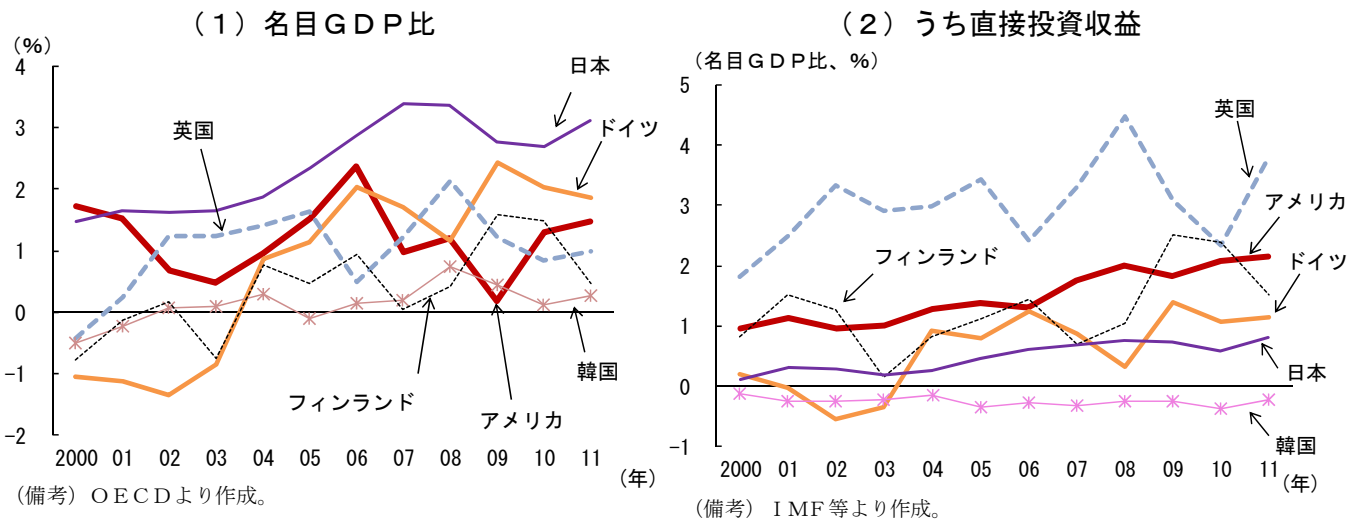 （１）名目ＧＤＰ比
（％）
4
3
2
1
0
-1
-2
日本
英国
ドイツ
フィンランド
アメリカ
韓国
2000 01 02 03 04 05 06 07 08 09 10 11
（年）
（備考）ＯＥＣＤより作成。
（２）うち直接投資収益
（名目ＧＤＰ比、％）
5
4
3
2
1
0
-1
英国
アメリカ
フィンランド
ドイツ
日本
韓国
2000 01 02 03 04 05 06 07 08 09 10 11
（年）
（備考） ＩＭＦ等より作成。